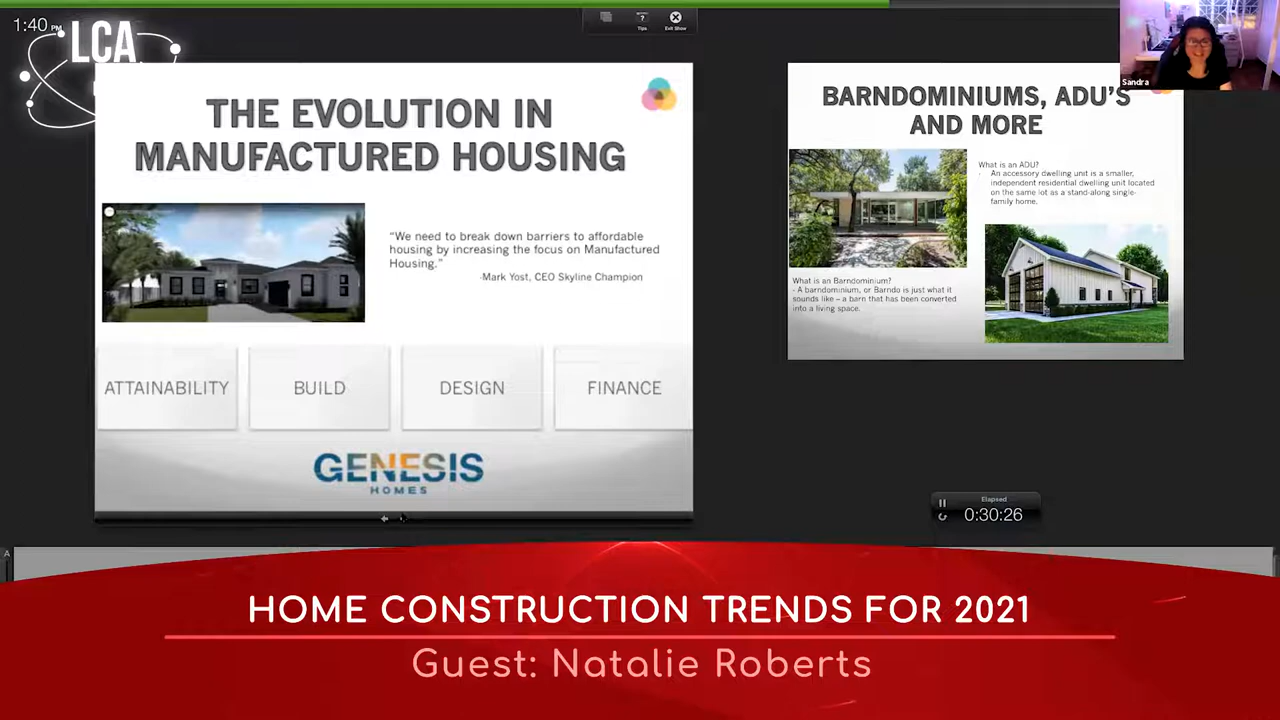 1:40 PM
LCA
Tips
Exit Show
Sandra
THE EVOLUTION IN
MANUFACTURED HOUSING
“We need to break down barriers to affordable
housing by increasing the focus on Manufactured
Housing.”
-Mark Yost, CEO Skyline Champion
ATTAINABILITY
BUILD
DESIGN
FINANCE
GENESIS
HOMES
BARNDOMINIUMS, ADU’S
AND MORE
What is an ADU?
- An accessory dwelling unit is a smaller,
independent residential dwelling unit located
on the same lot as a stand-along single-
family home.
What is an Barndominium?
- A barndominium, or Barndo is just what it
sounds like – a barn that has been converted
into a living space.
Elapsed
0:30:26
A
HOME CONSTRUCTION TRENDS FOR 2021
Guest: Natalie Roberts